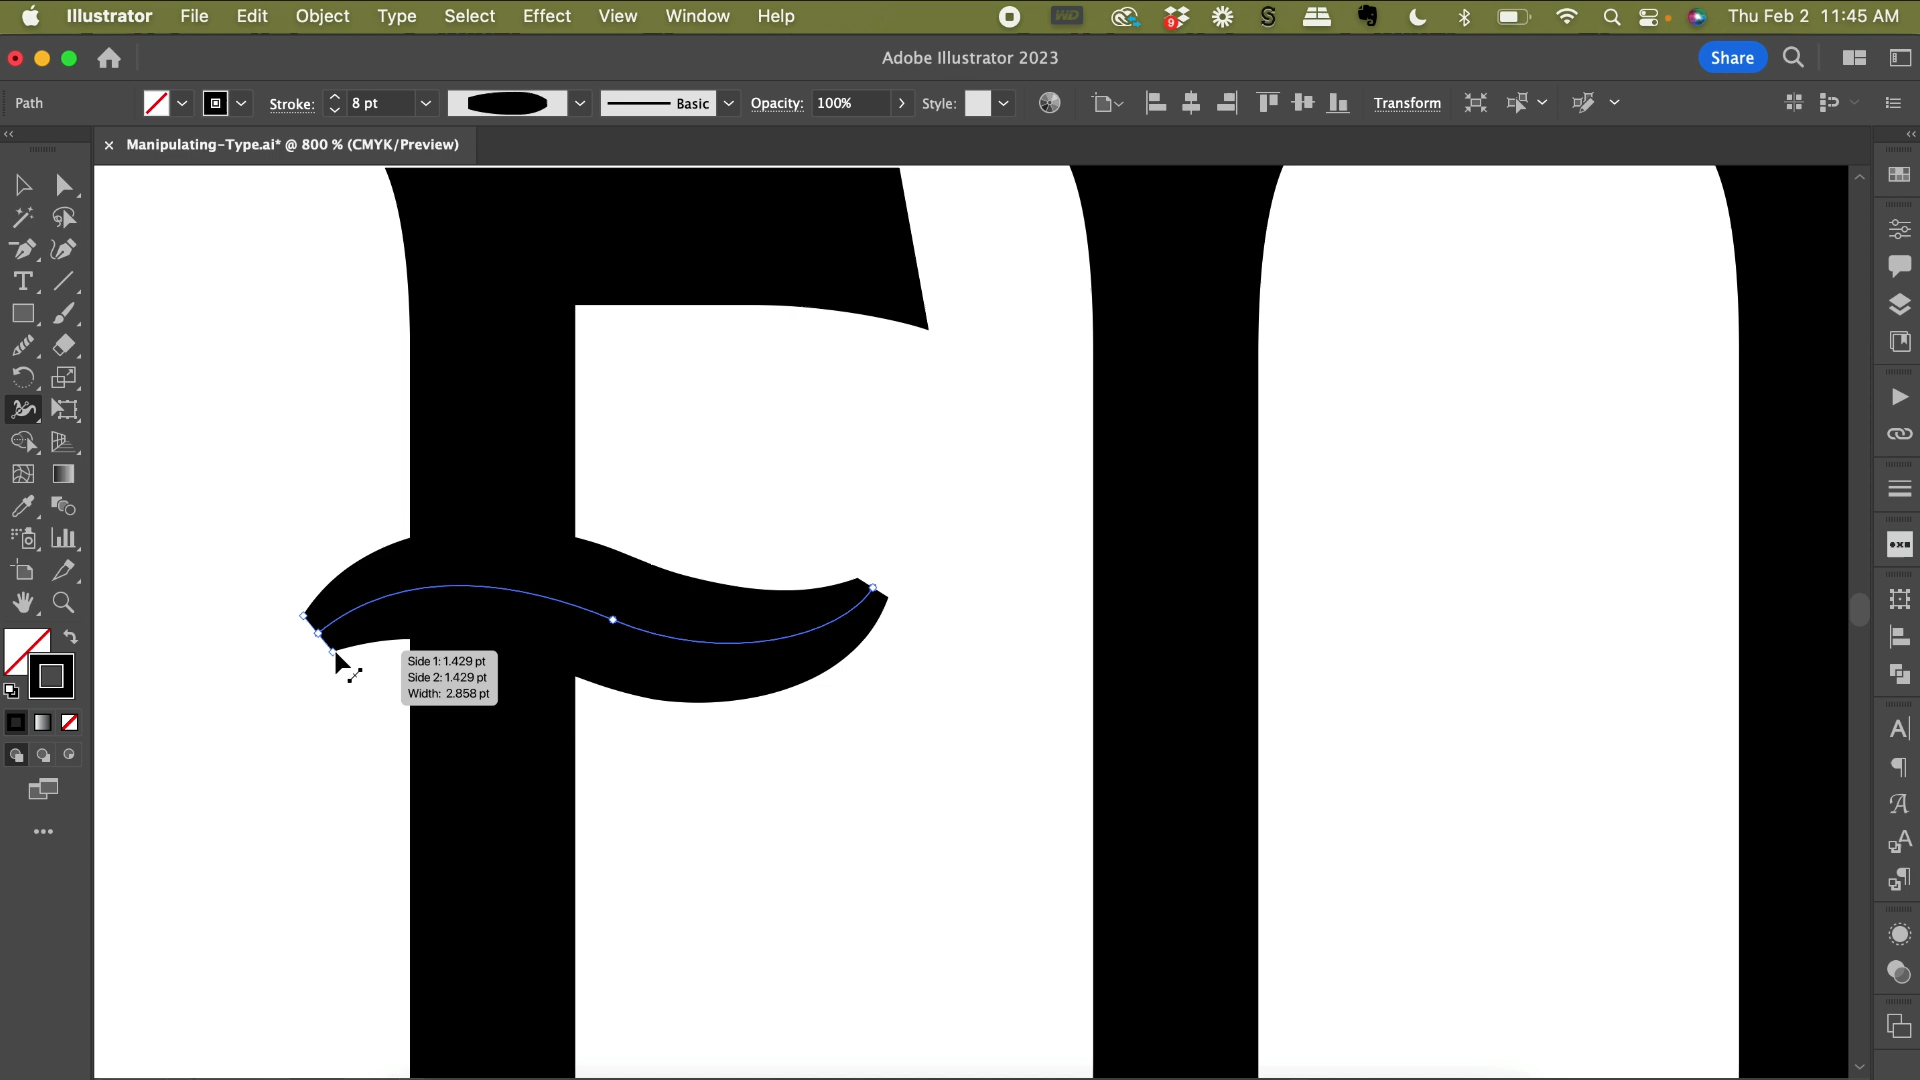 Illustrator File Edit Object Type Select Effect View Window Help WD 9 S Thu Feb 2 11:45 AM
Adobe Illustrator 2023 Share
Path Stroke: 8 pt Basic Opacity: 100% Style: Transform
Manipulating-Type.ai* @ 800 % (CMYK/Preview)
Side 1: 1.429 pt
Side 2: 1.429 pt
Width: 2.858 pt